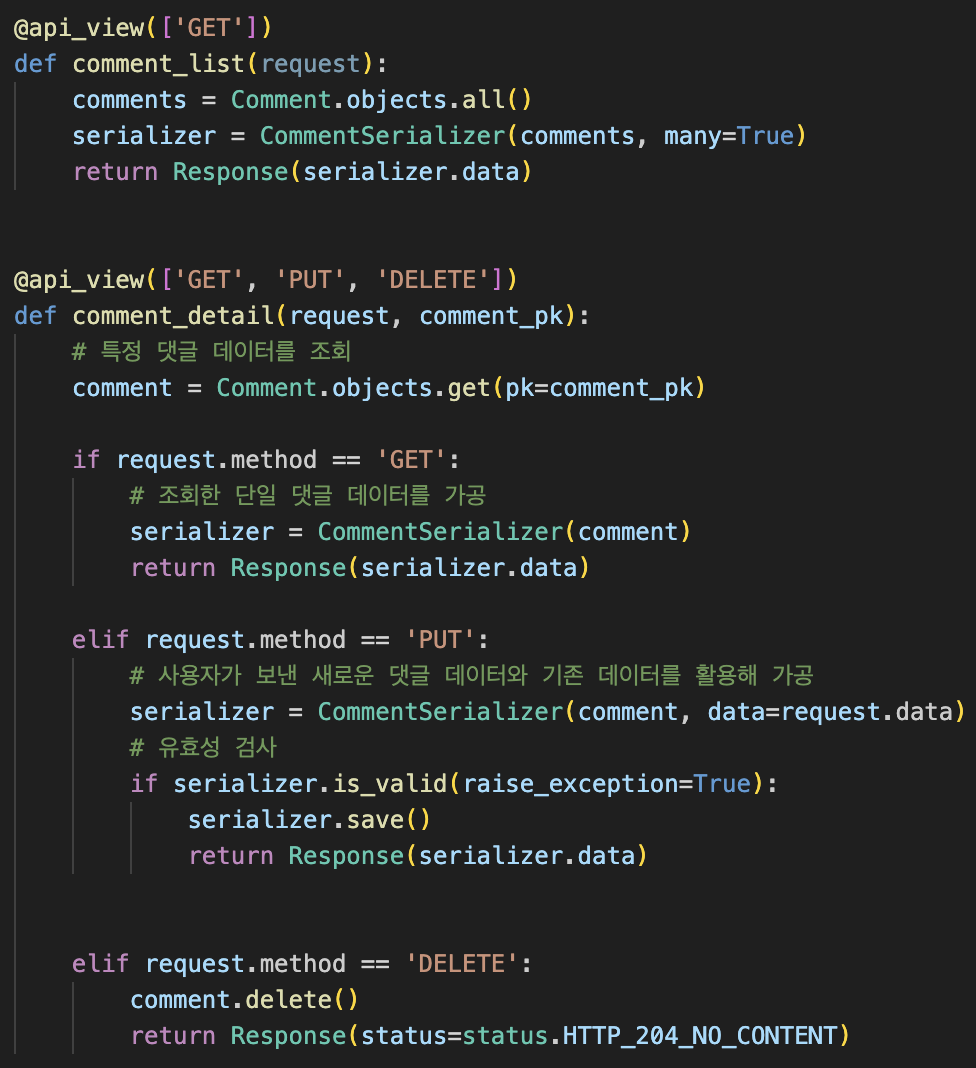 @api_view(['GET'])
def comment_list(request):
    comments = Comment.objects.all()
    serializer = CommentSerializer(comments, many=True)
    return Response(serializer.data)


@api_view(['GET', 'PUT', 'DELETE'])
def comment_detail(request, comment_pk):
    # 특정 댓글 데이터를 조회
    comment = Comment.objects.get(pk=comment_pk)

    if request.method == 'GET':
        # 조회한 단일 댓글 데이터를 가공
        serializer = CommentSerializer(comment)
        return Response(serializer.data)

    elif request.method == 'PUT':
        # 사용자가 보낸 새로운 댓글 데이터와 기존 데이터를 활용해 가공
        serializer = CommentSerializer(comment, data=request.data)
        # 유효성 검사
        if serializer.is_valid(raise_exception=True):
            serializer.save()
            return Response(serializer.data)


    elif request.method == 'DELETE':
        comment.delete()
        return Response(status=status.HTTP_204_NO_CONTENT)